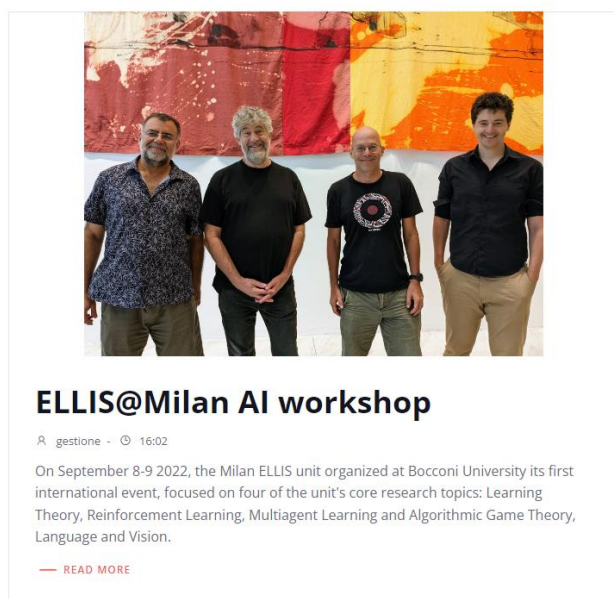 ELLIS@Milan AI workshop
gestione - 16:02
On September 8-9 2022, the Milan ELLIS unit organized at Bocconi University its first
international event, focused on four of the unit's core research topics: Learning
Theory, Reinforcement Learning, Multiagent Learning and Algorithmic Game Theory,
Language and Vision.
READ MORE